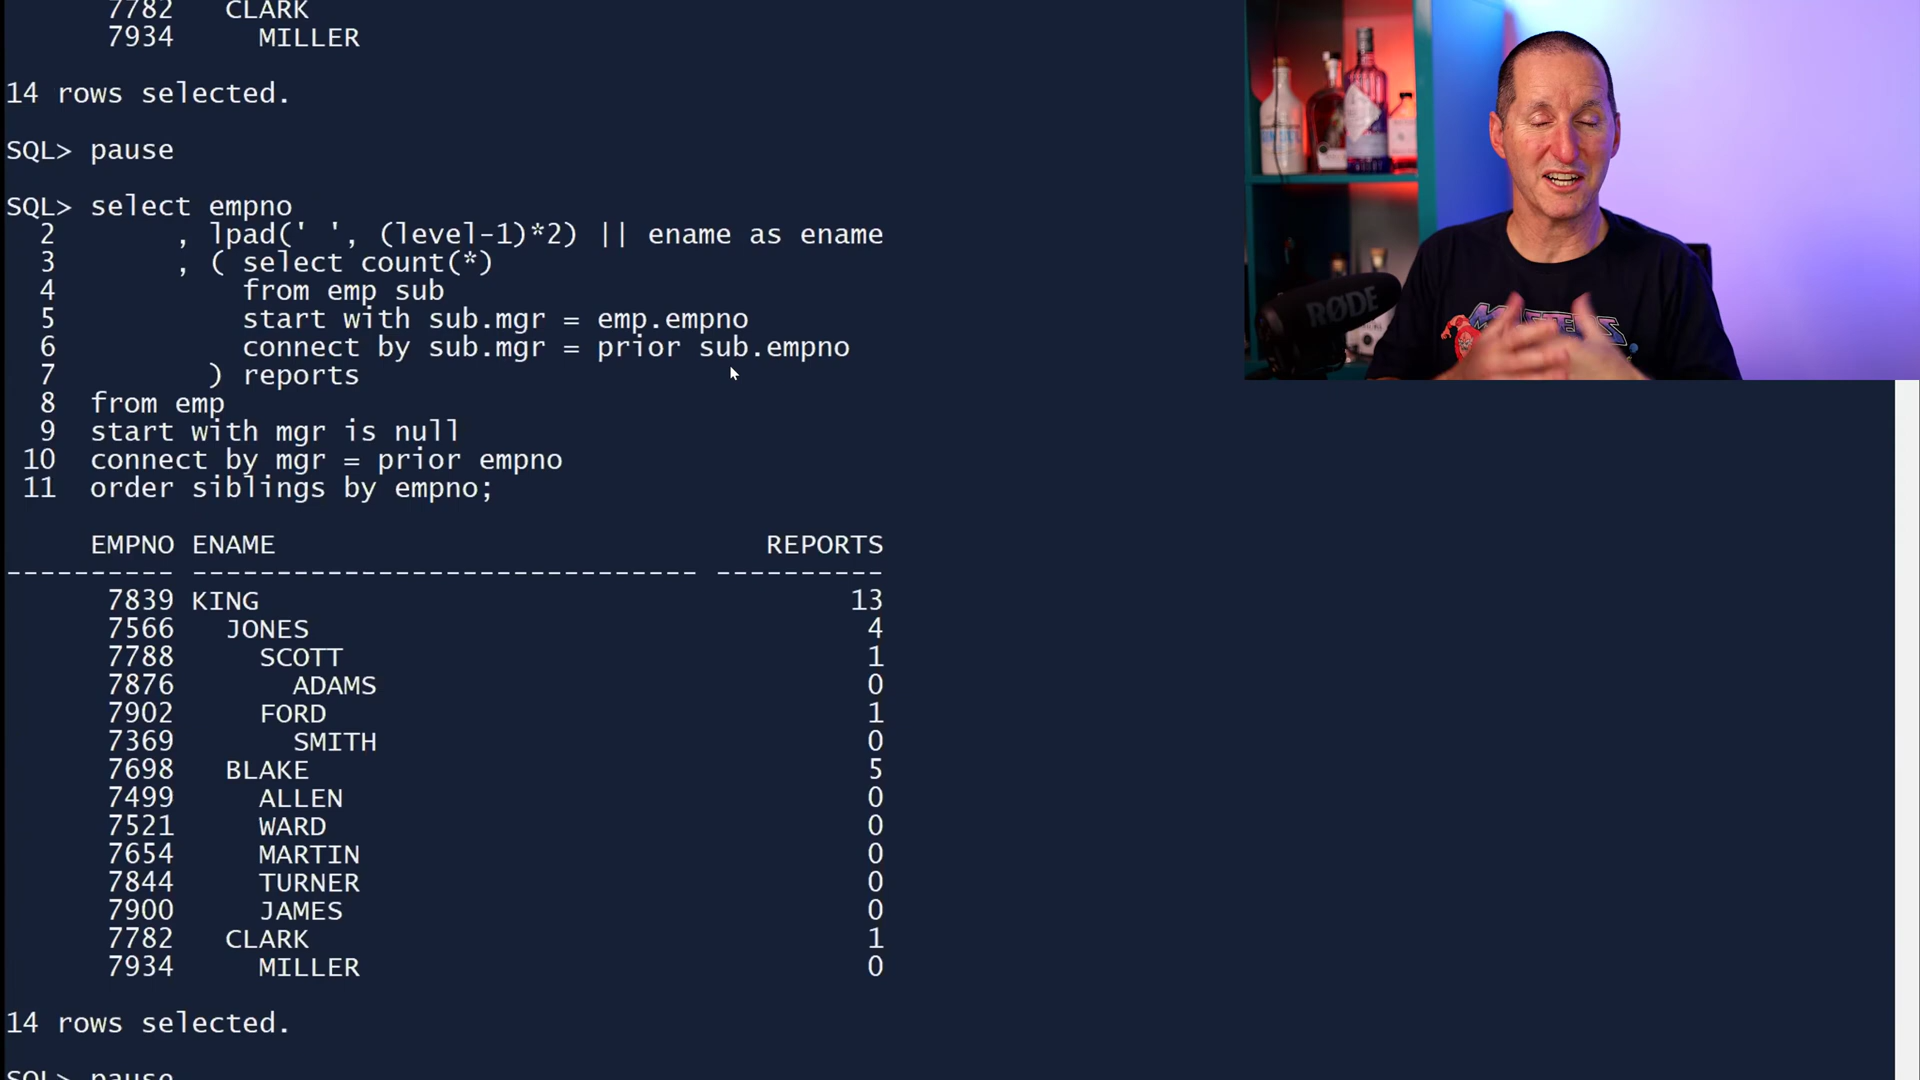 7782   CLARK
7934     MILLER
14 rows selected.
SQL> pause
SQL> select empno
2       , lpad(' ', (level-1)*2) || ename as ename
3       , ( select count(*)
4           from emp sub
5           start with sub.mgr = emp.empno
6           connect by sub.mgr = prior sub.empno
7         ) reports
8  from emp
9  start with mgr is null
10  connect by mgr = prior empno
11  order siblings by empno;
EMPNO ENAME                             REPORTS
---------- ------------------------------ ----------
7839 KING                                   13
7566   JONES                                 4
7788     SCOTT                               1
7876       ADAMS                             0
7902     FORD                                1
7369       SMITH                             0
7698   BLAKE                                 5
7499     ALLEN                               0
7521     WARD                                0
7654     MARTIN                              0
7844     TURNER                              0
7900     JAMES                               0
7782   CLARK                                 1
7934     MILLER                              0
14 rows selected.
SQL> pause
RØDE